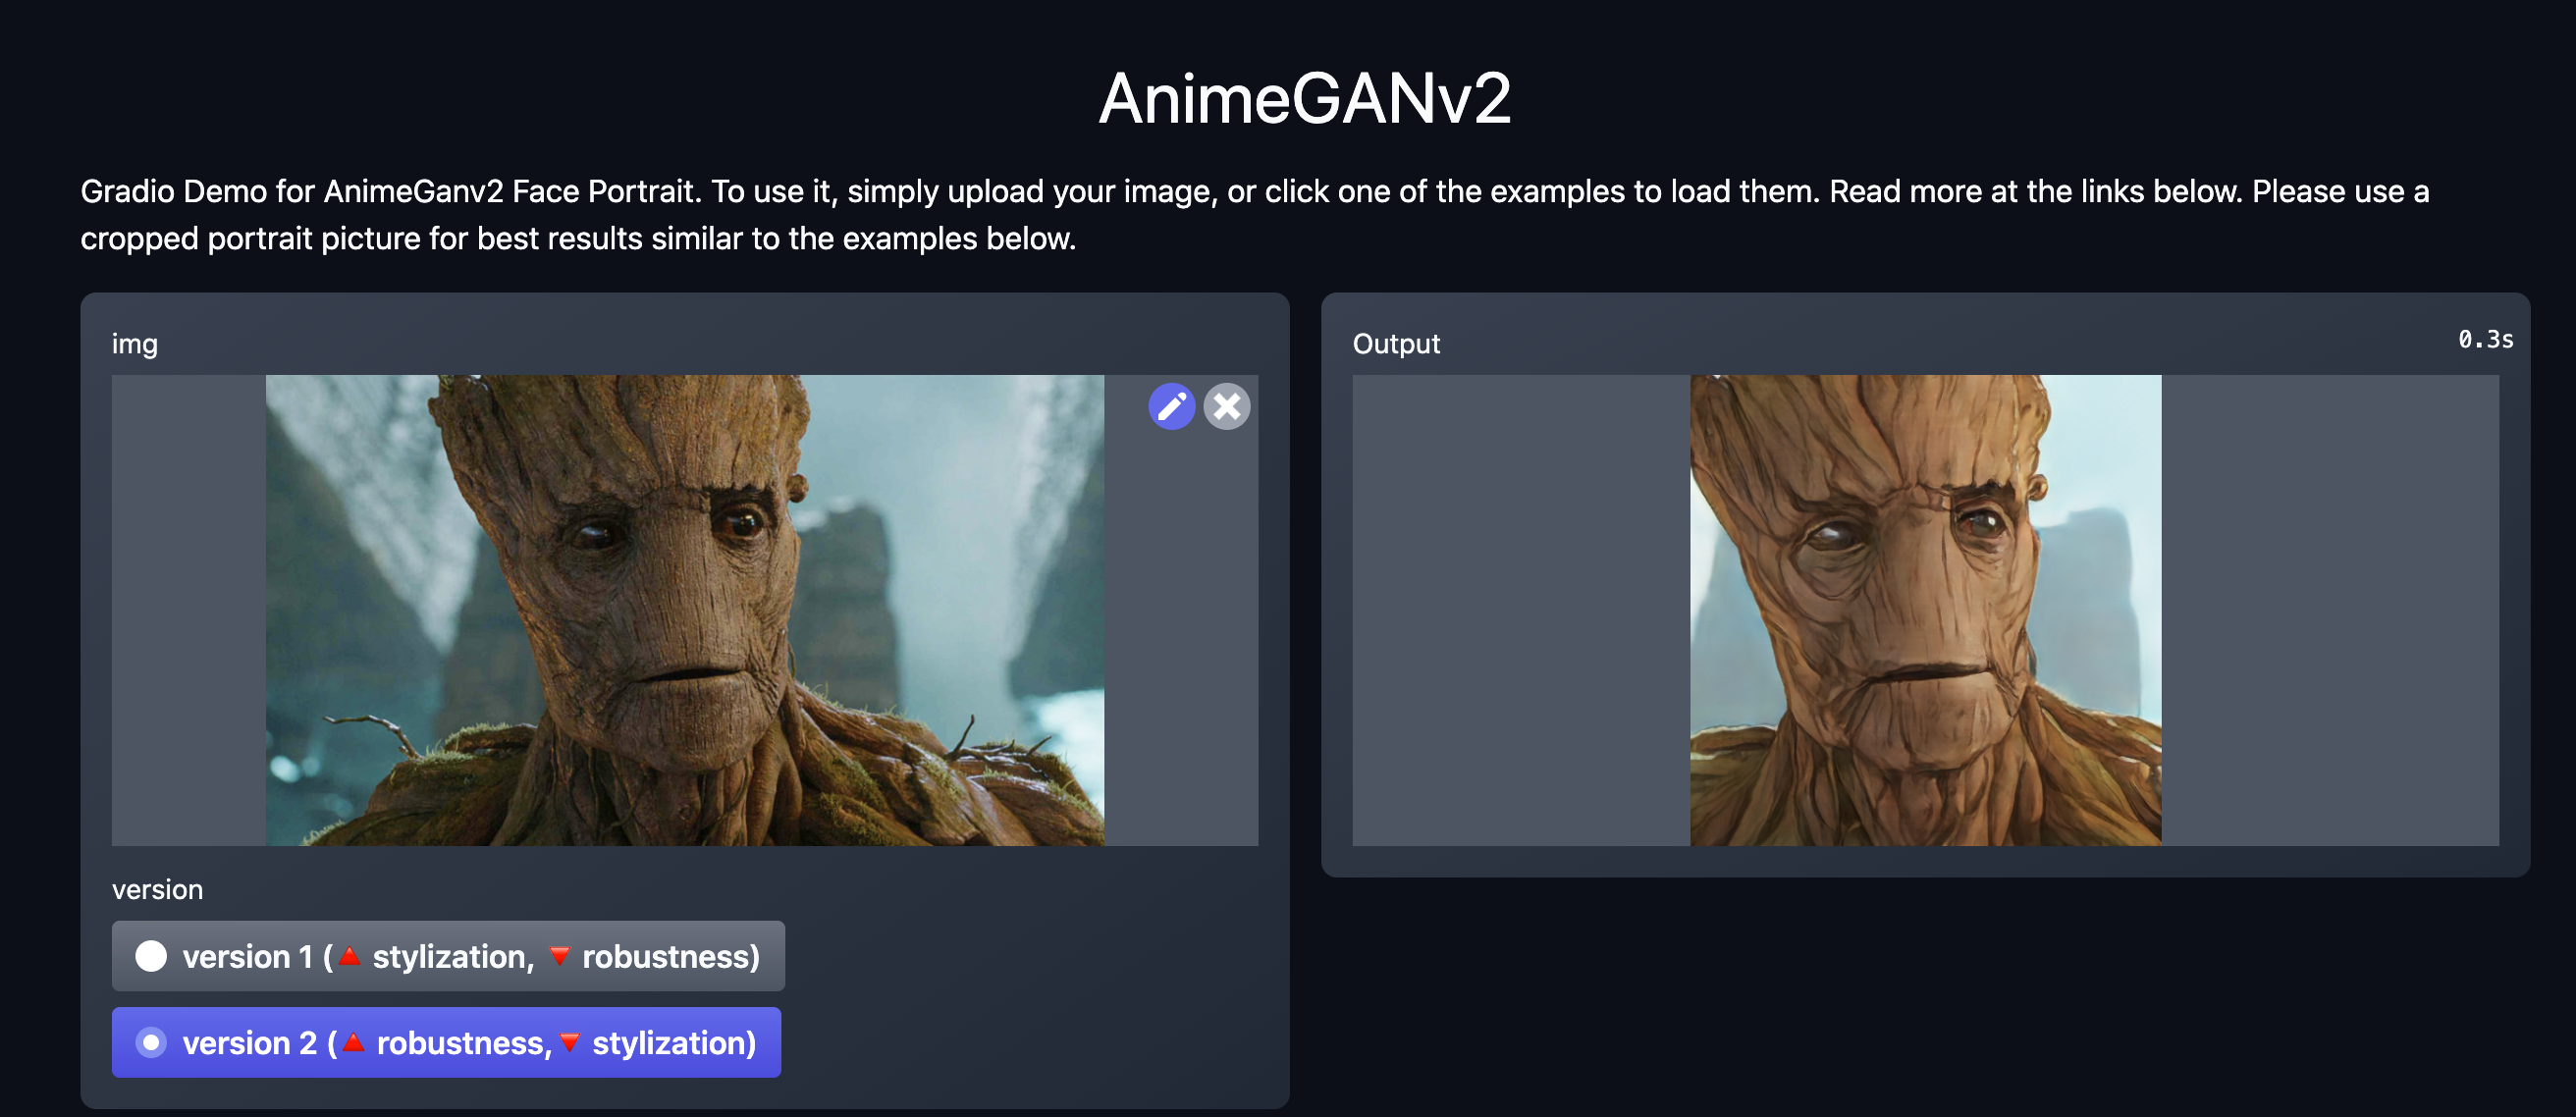 AnimeGANv2
Gradio Demo for AnimeGanv2 Face Portrait. To use it, simply upload your image, or click one of the examples to load them. Read more at the links below. Please use a
cropped portrait picture for best results similar to the examples below.
img
Output
0.3s
version
version 1 (🔺 stylization, 🔻 robustness)
version 2 (🔺 robustness,🔻 stylization)